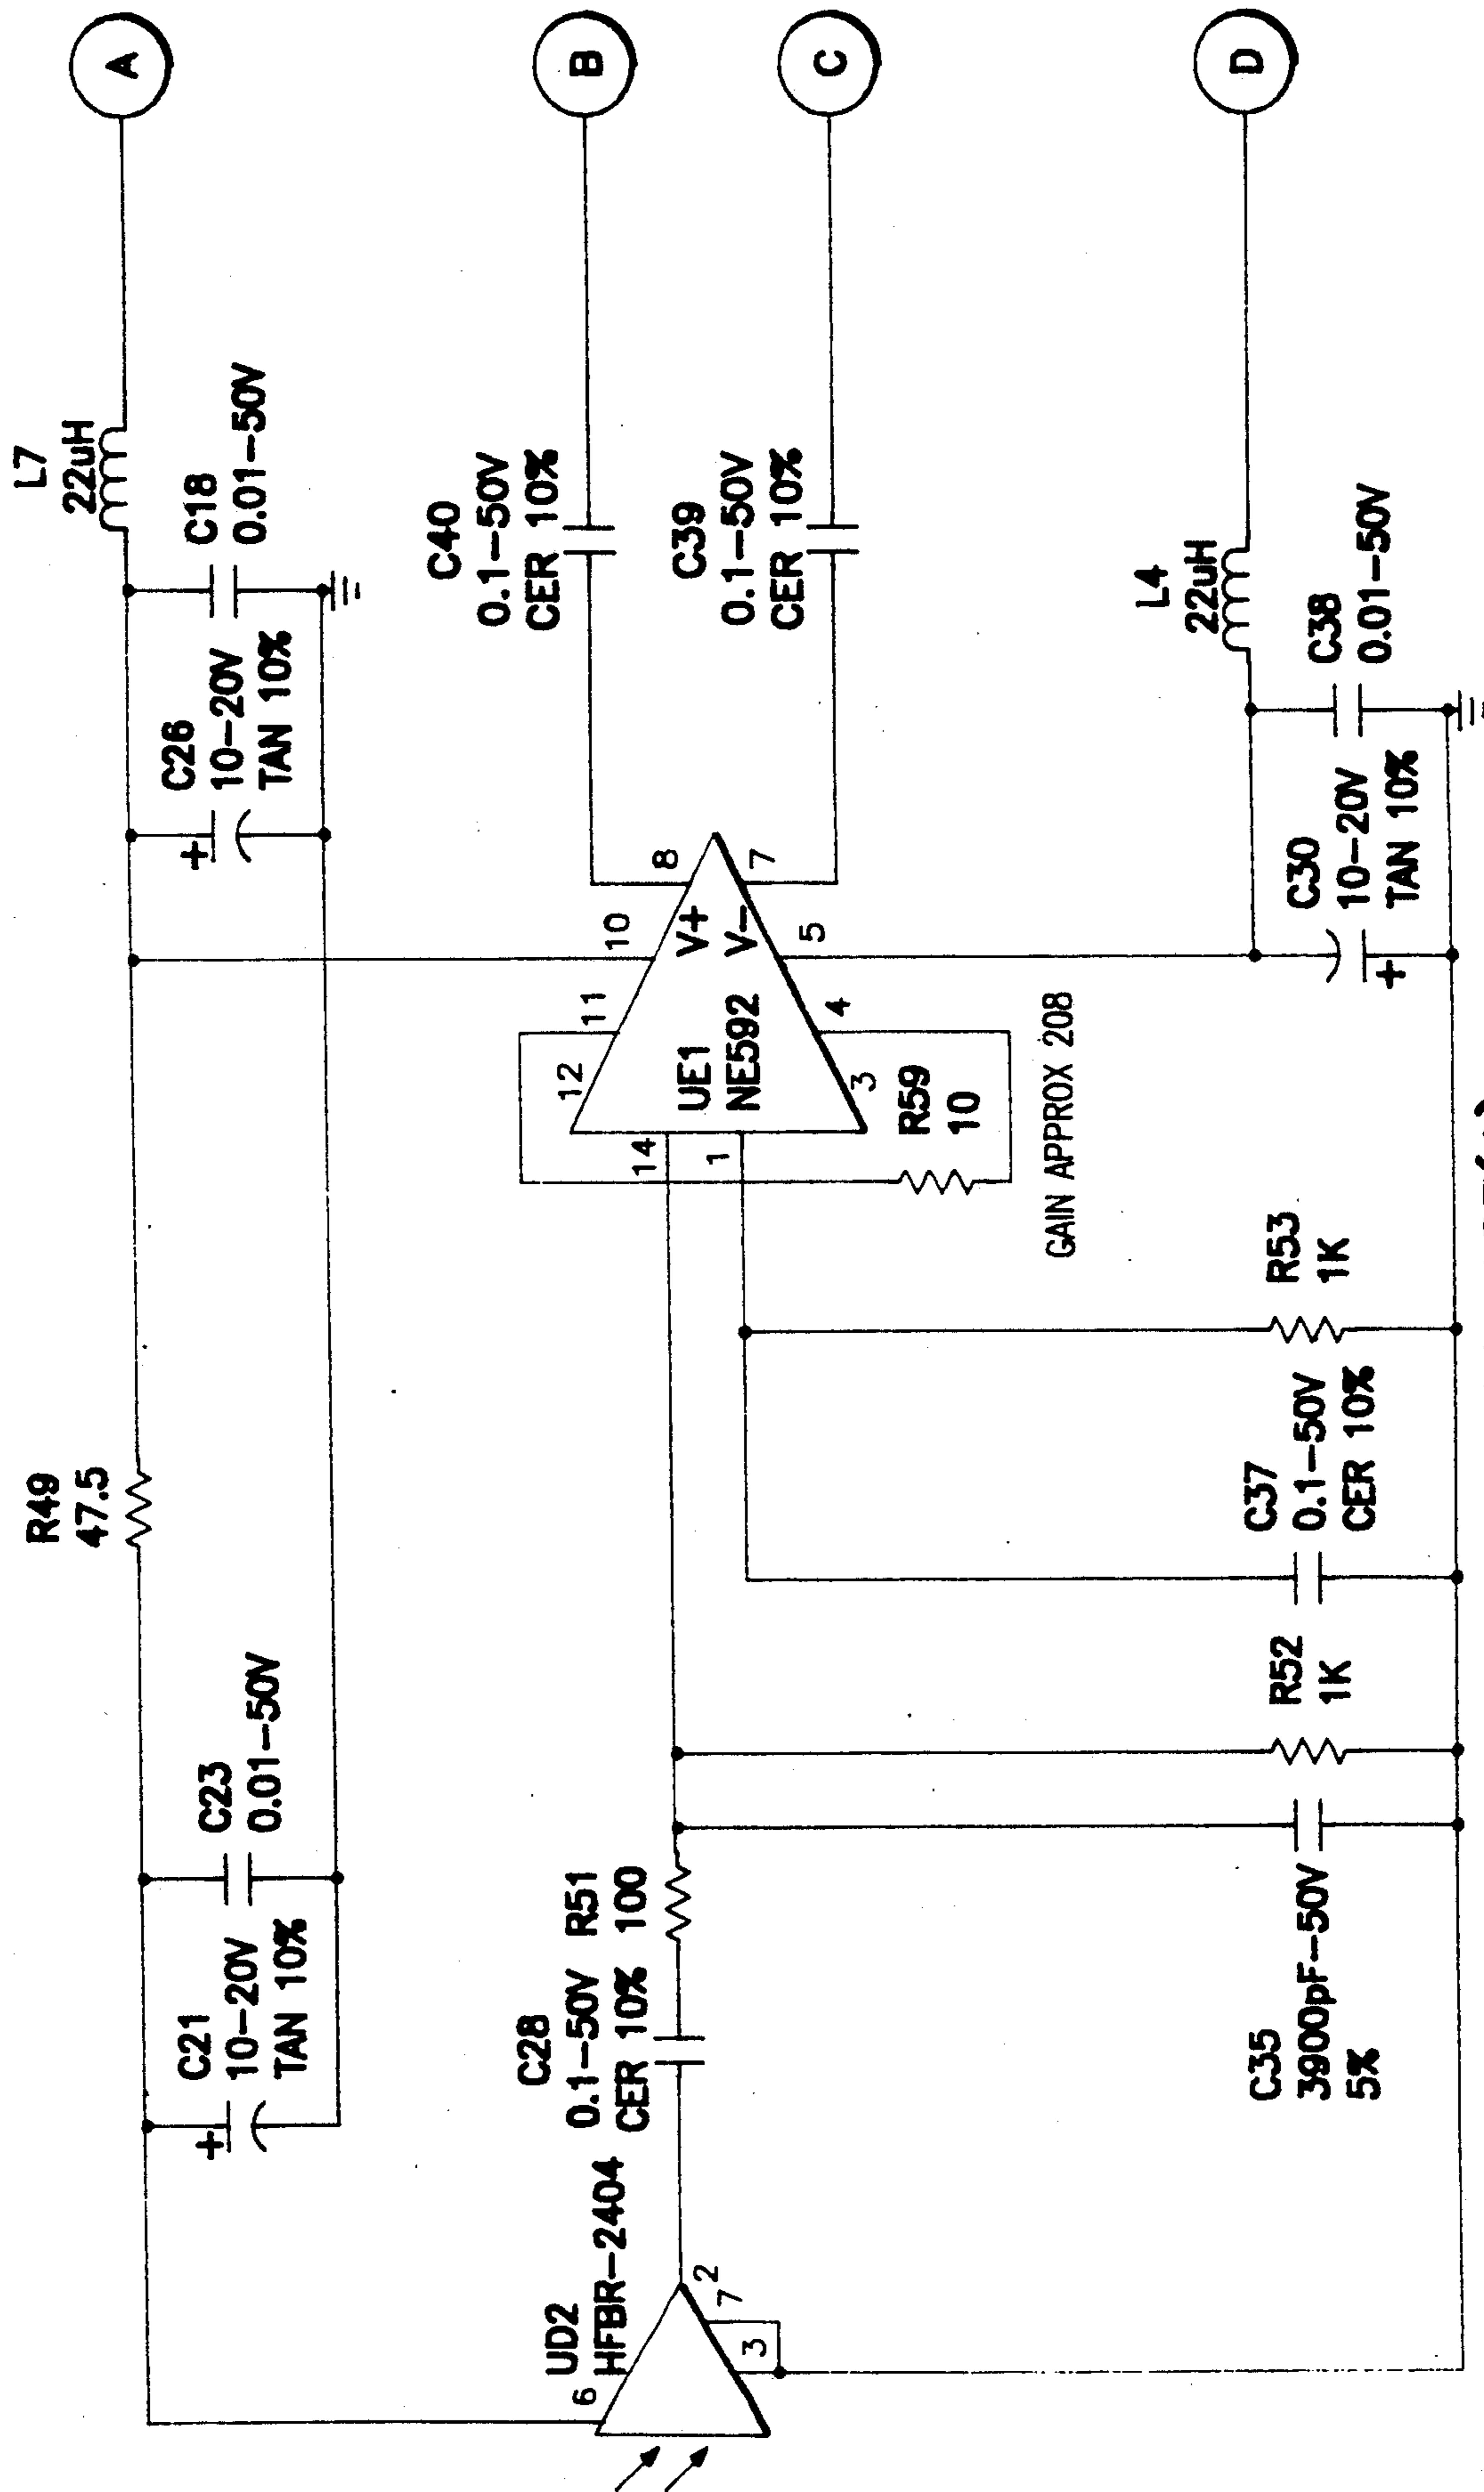 A
L7
22uH
C18
0.01-50V
C26
10-20V
TAN 10%
R49
47.5
C23
0.01-50V
C21
10-20V
TAN 10%
B
C40
0.1-50V
CER 10%
C
C39
0.1-50V
CER 10%
8
7
10
V+
V-
5
11
12
UE1
NE592
4
3
14
1
R59
10
GAIN APPROX 208
C28
0.1-50V
CER 10%
R51
100
UD2
HFBR-2404
6
2
7
3
D
L4
22uH
C38
0.01-50V
C30
10-20V
TAN 10%
R53
1K
C37
0.1-50V
CER 10%
R52
1K
C35
3900pF-50V
5%